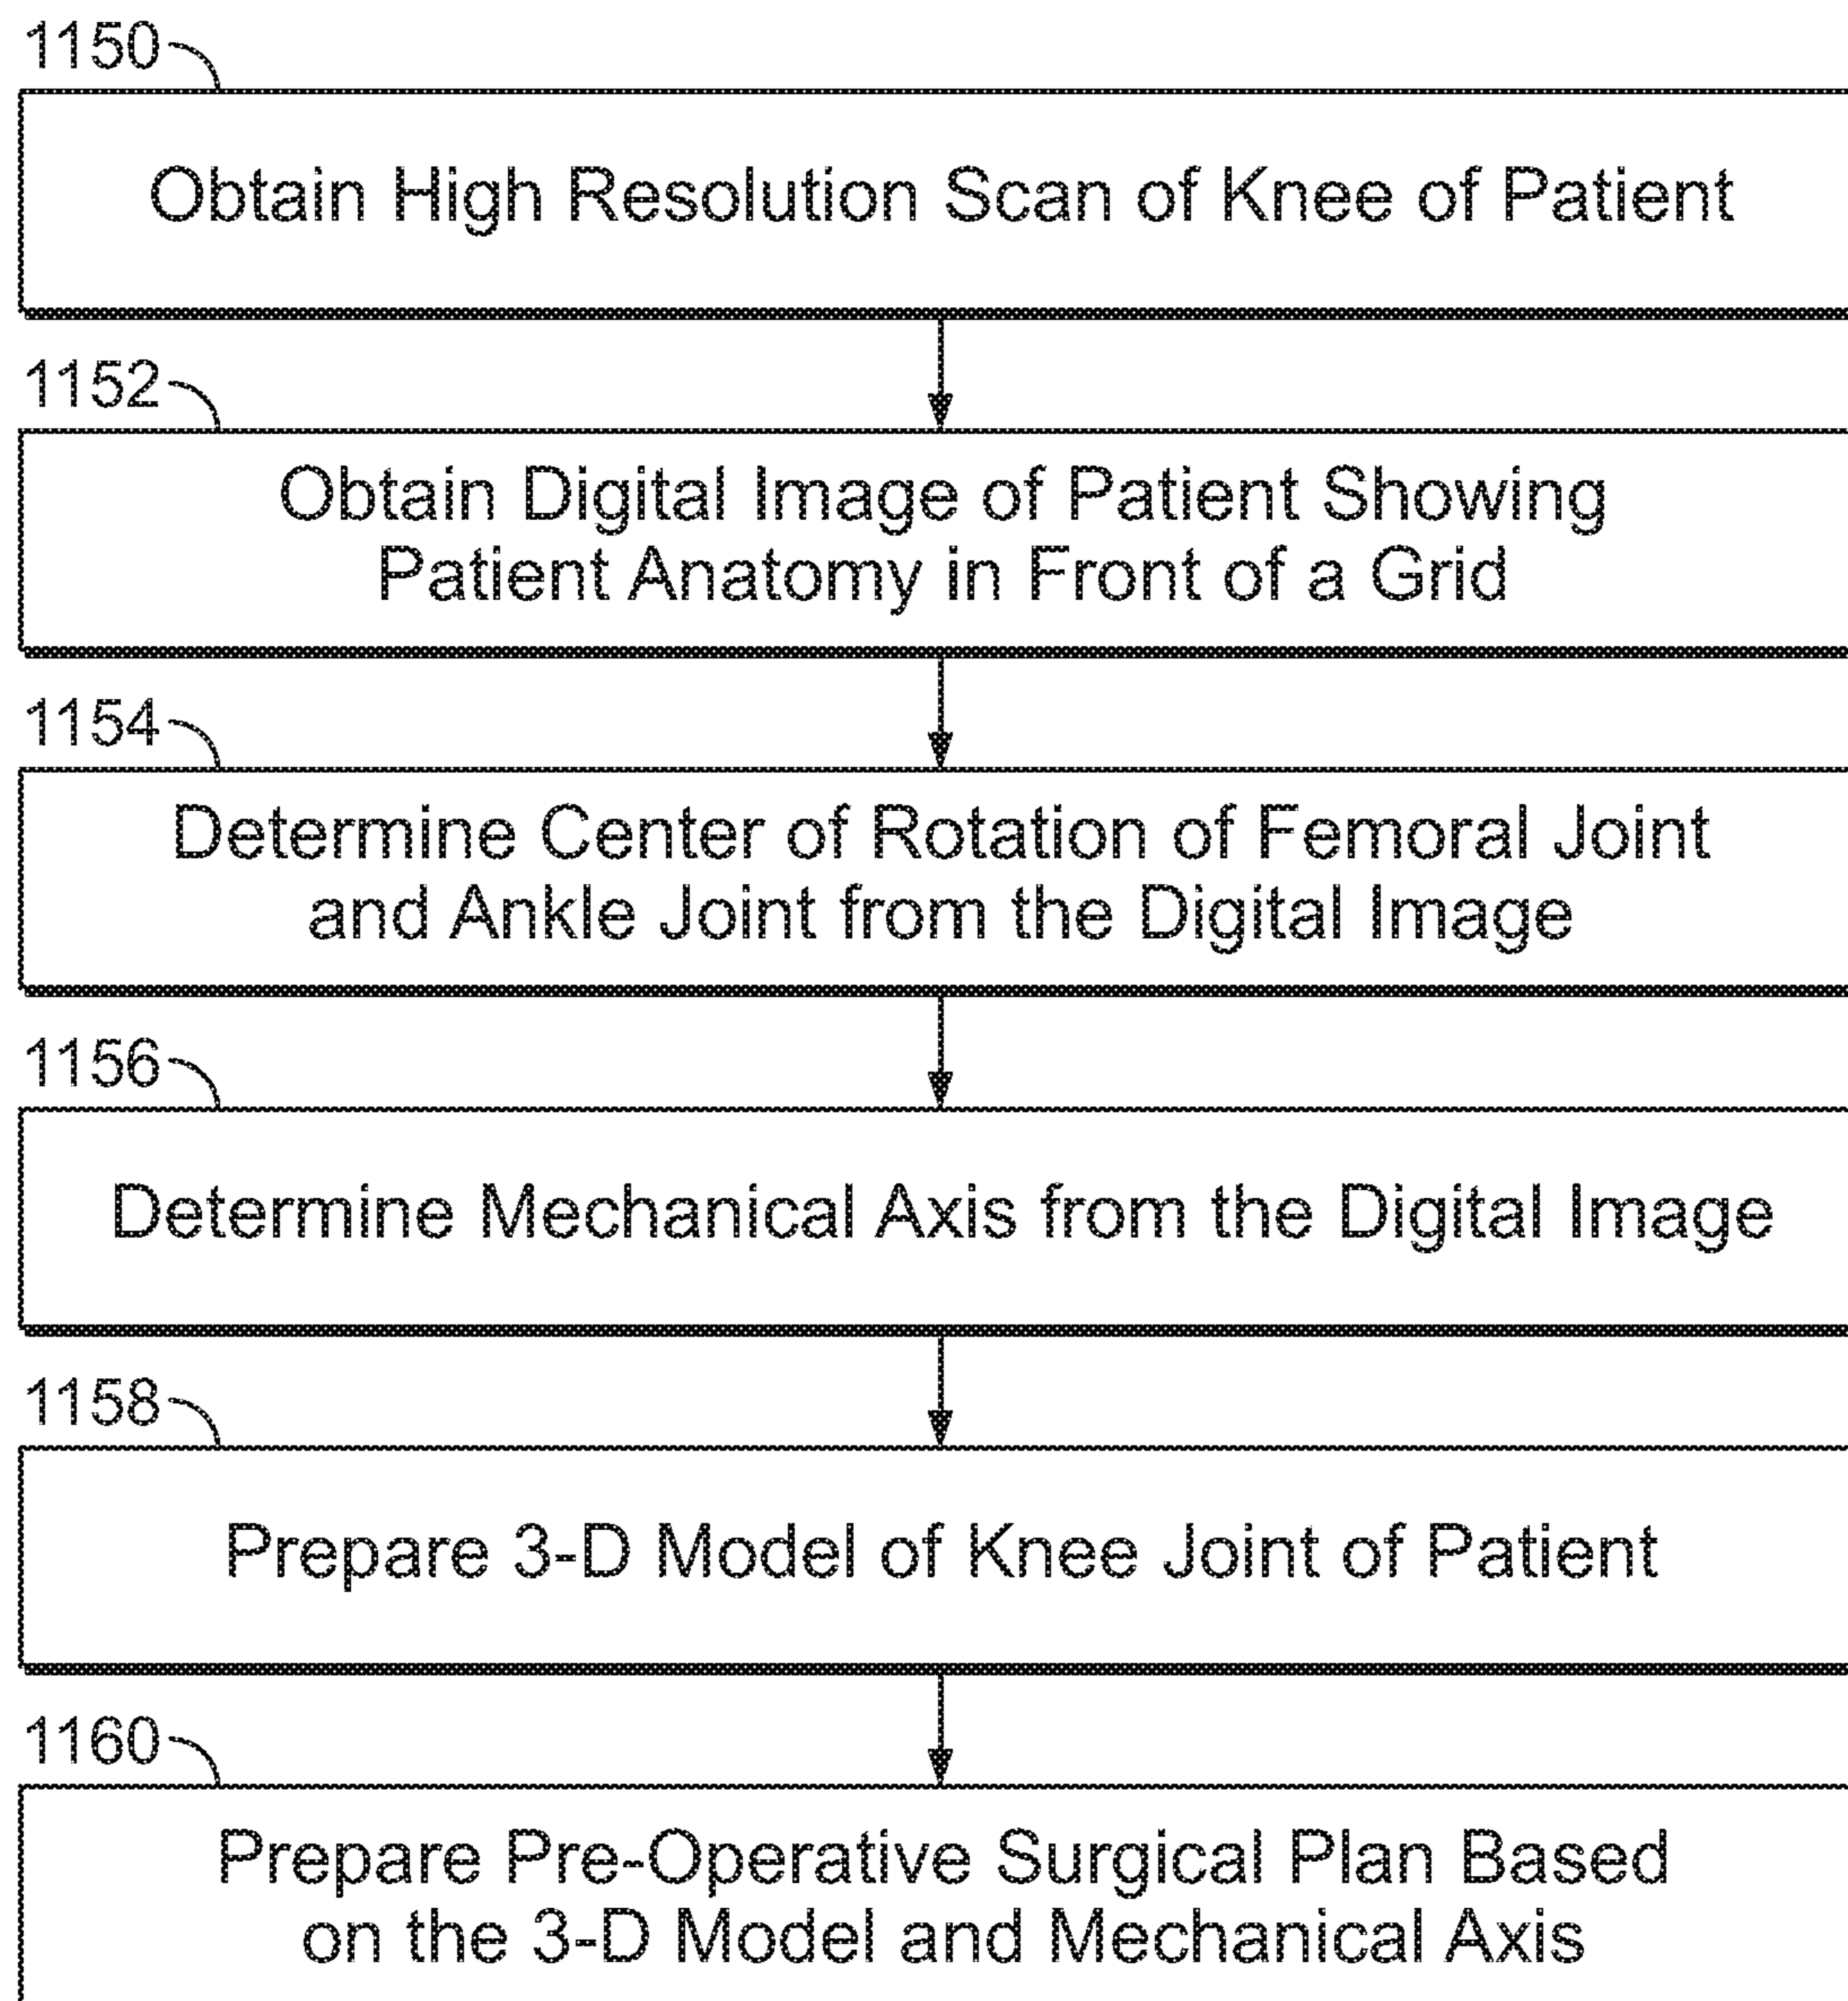 1150
Obtain High Resolution Scan of Knee of Patient
1152
Obtain Digital Image of Patient Showing
Patient Anatomy in Front of a Grid
1154
Determine Center of Rotation of Femoral Joint
and Ankle Joint from the Digital Image
1156
Determine Mechanical Axis from the Digital Image
1158
Prepare 3-D Model of Knee Joint of Patient
1160
Prepare Pre-Operative Surgical Plan Based
on the 3-D Model and Mechanical Axis